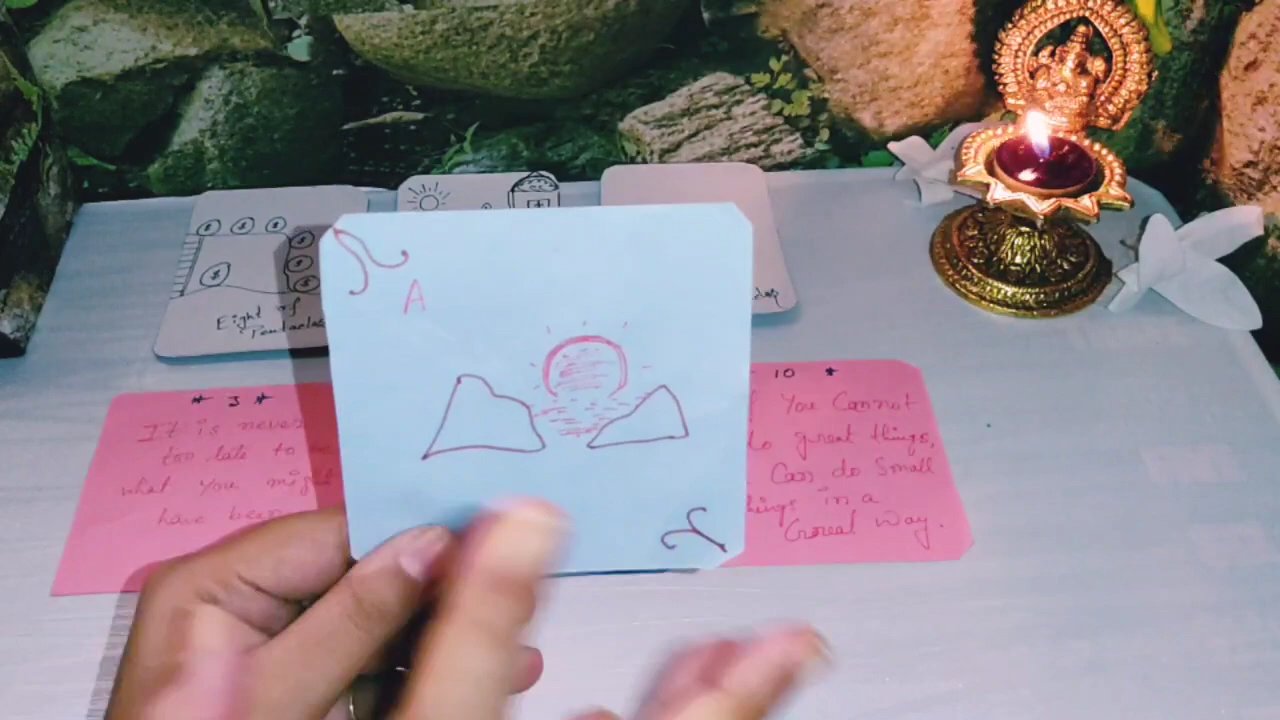 Eight of
Pentacles
A
* 3 *
It is never
too late to be
what you might
have been
10 *
You Cannot
do great things,
Can do Small
things in a
Great Way.